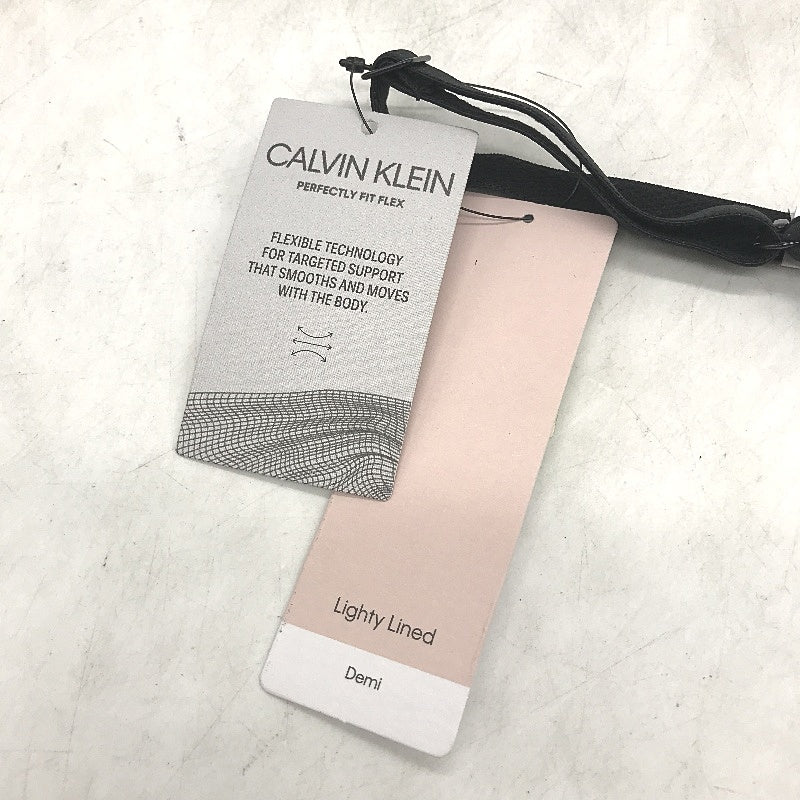 CALVIN KLEIN
PERFECTLY FIT FLEX
FLEXIBLE TECHNOLOGY
FOR TARGETED SUPPORT
THAT SMOOTHS AND MOVES
WITH THE BODY.
Lighty Lined
Demi